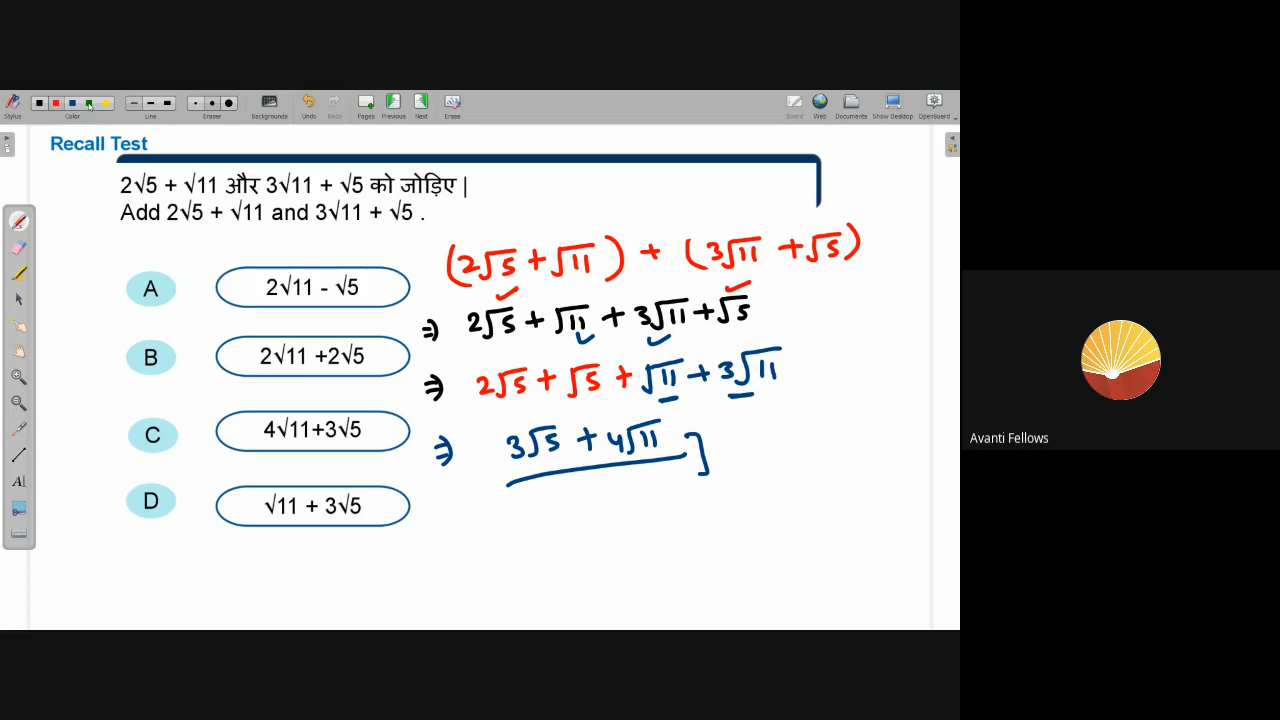 Stylus
Color
Line
Eraser
Backgrounds
Undo
Redo
Pages
Previous
Next
Erase
Board
Web
Documents
Show Desktop
OpenBoard
Recall Test
2√5 + √11 और 3√11 + √5 को जोड़िए |
Add 2√5 + √11 and 3√11 + √5 .
(2√5 + √11) + (3√11 + √5)
A 2√11 - √5
⇒ 2√5 + √11 + 3√11 + √5
B 2√11 +2√5
⇒ 2√5 + √5 + √11 + 3√11
C 4√11+3√5
⇒ 3√5 + 4√11 ]
D √11 + 3√5
Avanti Fellows